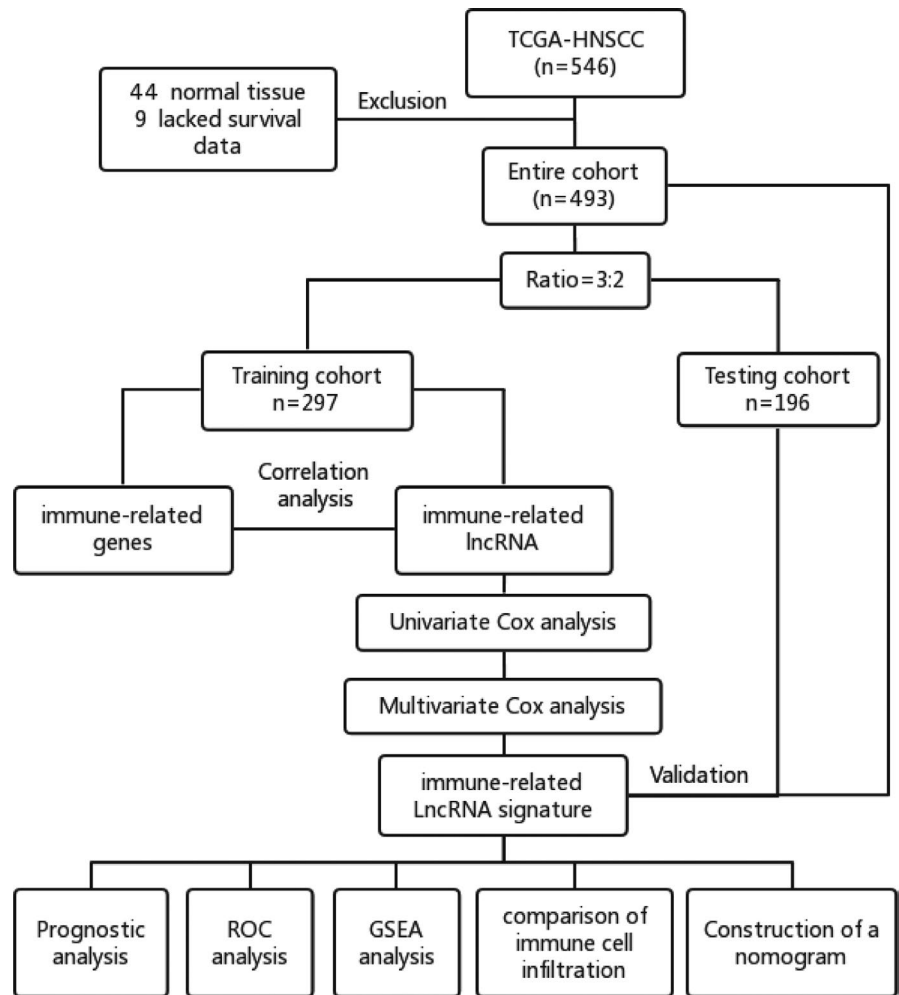 TCGA-HNSCC
(n=546)
44 normal tissue
9 lacked survival
data
Exclusion
Entire cohort
(n=493)
Ratio=3:2
Training cohort
n=297
Testing cohort
n=196
Correlation
analysis
immune-related
genes
immune-related
lncRNA
Univariate Cox analysis
Multivariate Cox analysis
immune-related
LncRNA signature
Validation
Prognostic
analysis
ROC
analysis
GSEA
analysis
comparison of
immune cell
infiltration
Construction of a
nomogram